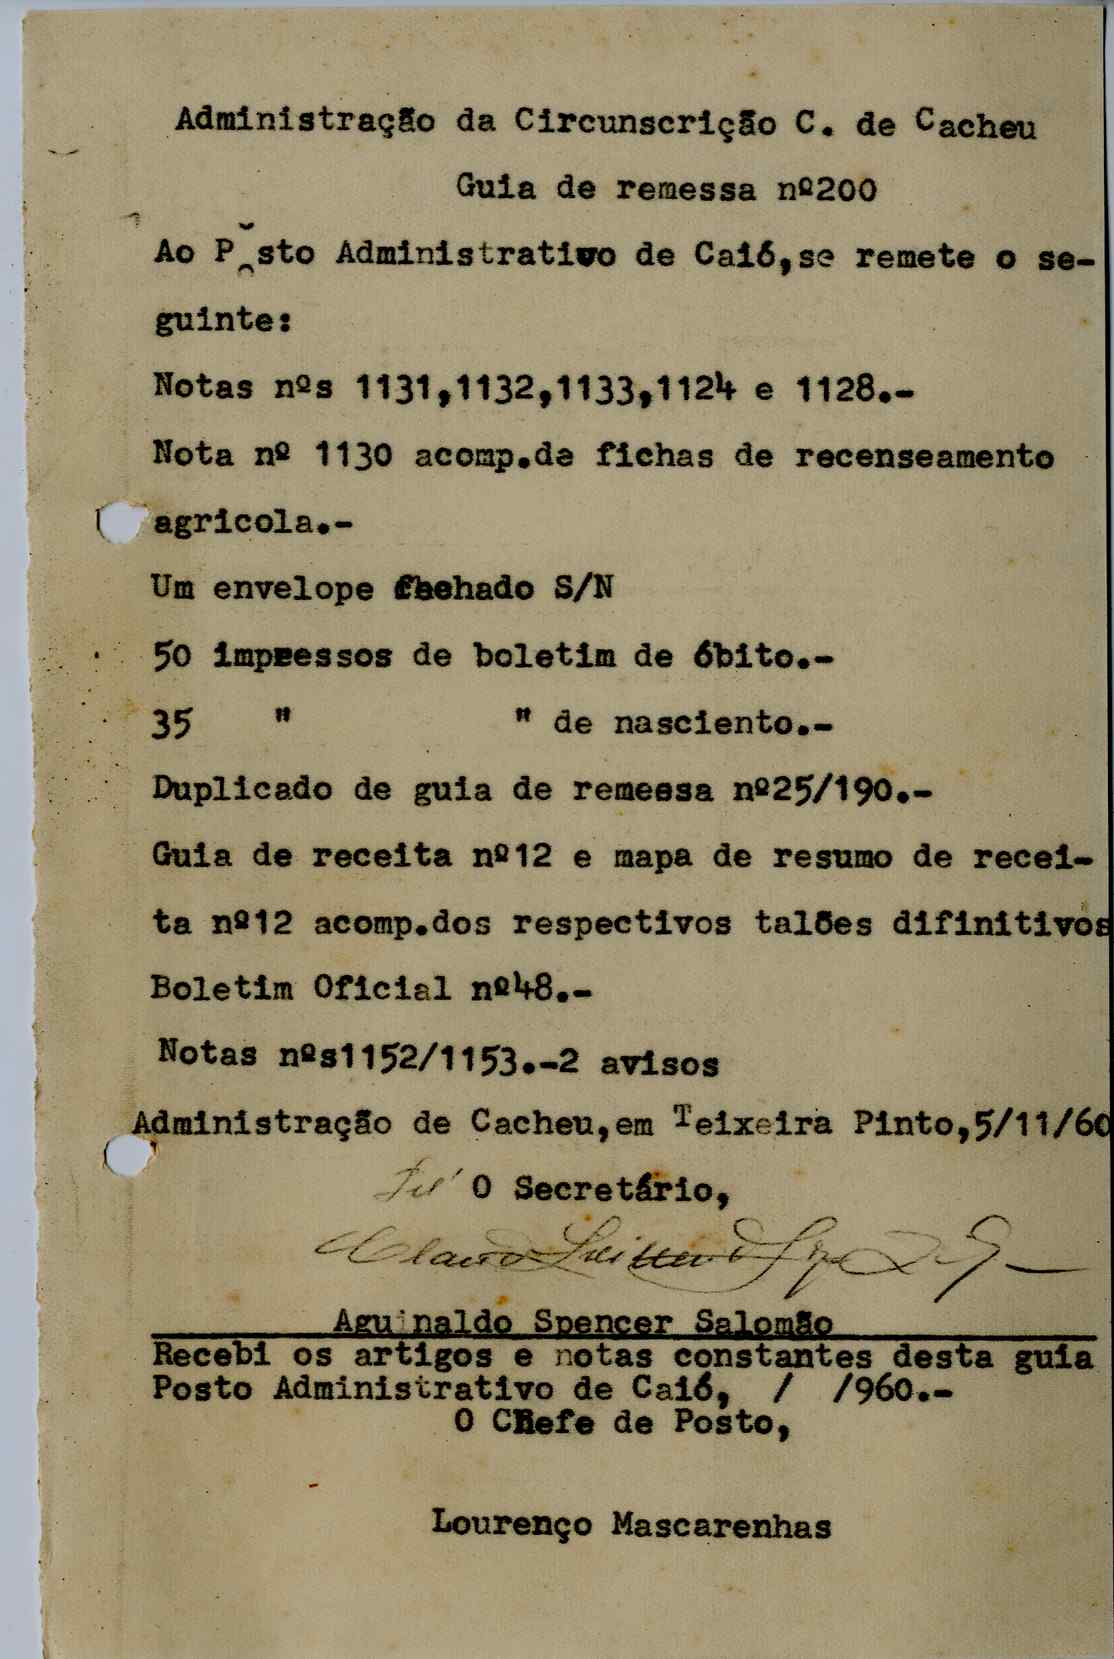 Administração da Circunscrição C. de Cacheu
Guia de remessa nº200
Ao Pôsto Administrativo de Caió,se remete o se-
guinte:
Notas nºs 1131,1132,1133,1124 e 1128.-
Nota nº 1130 acomp.de fichas de recenseamento
agricola.-
Um envelope fechado S/N
50 impressos de boletim de óbito.-
35 " " de nasciento.-
Duplicado de guia de remessa nº25/190.-
Guia de receita nº12 e mapa de resumo de recei-
ta nº12 acomp.dos respectivos talões difinitivos
Boletim Oficial nº48.-
Notas nºs1152/1153.-2 avisos
Administração de Cacheu,em Teixeira Pinto,5/11/60
O Secretário,
Aguinaldo Spencer Salomão
Recebi os artigos e notas constantes desta guia
Posto Administrativo de Caió, / /960.-
O Chefe de Posto,
Lourenço Mascarenhas